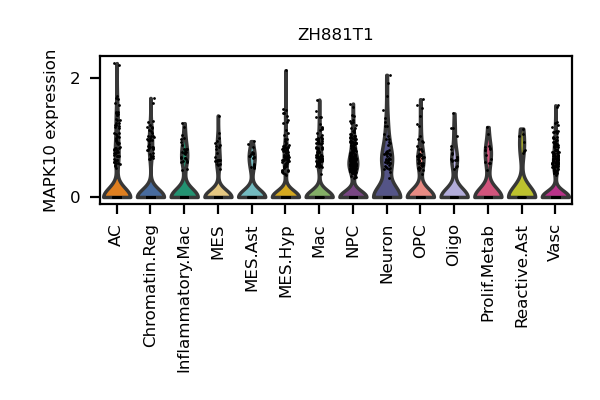 ZH881T1
MAPK10 expression
2
0
AC
Chromatin.Reg
Inflammatory.Mac
MES
MES.Ast
MES.Hyp
Mac
NPC
Neuron
OPC
Oligo
Prolif.Metab
Reactive.Ast
Vasc